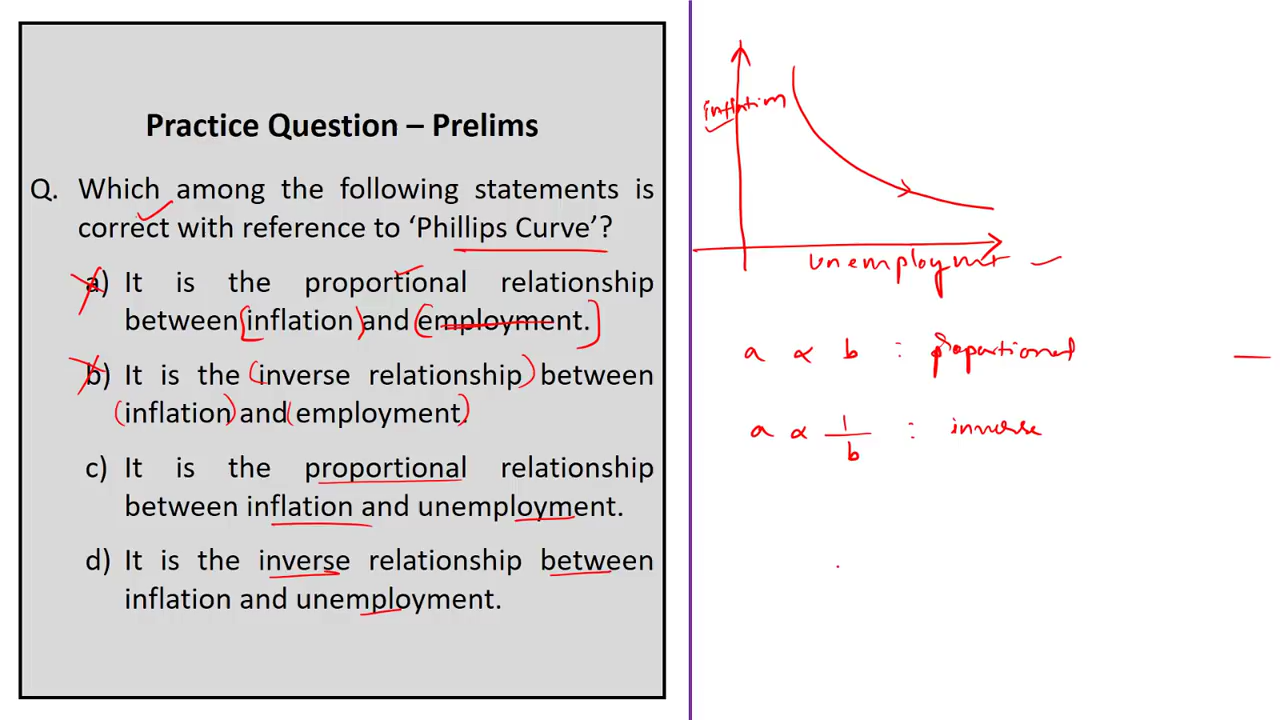 Practice Question – Prelims
Q. Which among the following statements is
correct with reference to 'Phillips Curve'?
a) It is the proportional relationship
between inflation and employment.
b) It is the inverse relationship between
inflation and employment.
c) It is the proportional relationship
between inflation and unemployment.
d) It is the inverse relationship between
inflation and unemployment.
inflation
Unemploymt
a ∝ b : proportional
a ∝ 1/b : inverse